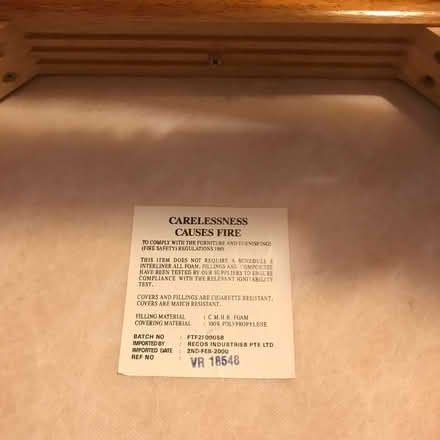 CARELESSNESS
CAUSES FIRE
TO COMPLY WITH THE FURNITURE AND FURNISHINGS
(FIRE SAFETY) REGULATIONS
THIS ITEM DOES NOT REQUIRE A SCHEDULE 3
INTERLINER ALL FOAM, FILLINGS AND COMPOSITES
HAVE BEEN TESTED BY OUR SUPPLIERS TO ENSURE
COMPLIANCE WITH THE RELEVANT IGNITABILITY
TEST.
COVERS AND FILLINGS ARE CIGARETTE RESISTANT.
COVERS ARE MATCH RESISTANT.
FILLING MATERIAL : C.M.H.R. FOAM
COVERING MATERIAL : 100% POLYPROPYLENE
BATCH NO :
IMPORTED BY : RECOS INDUSTRIES PTE LTD
IMPORTED DATE : 2ND-FEB-2000
REF NO : VR 18548